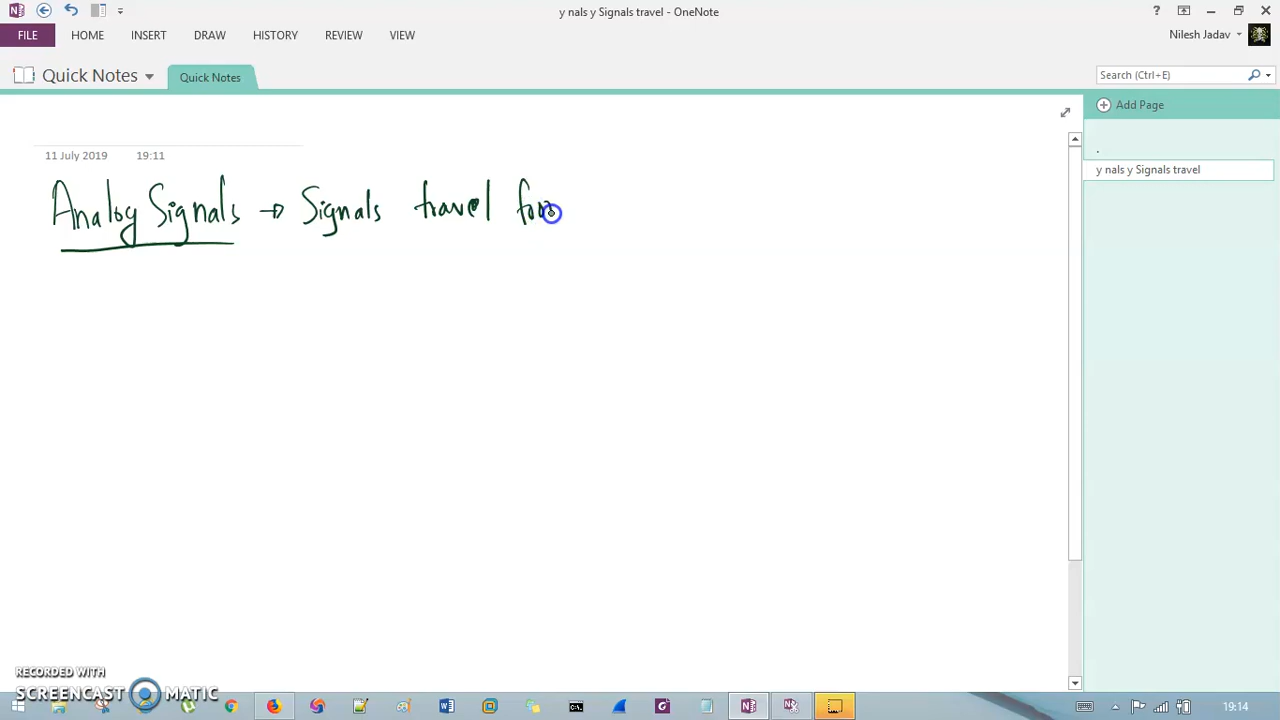 y nals y Signals travel - OneNote
FILE HOME INSERT DRAW HISTORY REVIEW VIEW
Nilesh Jadav
Quick Notes
Quick Notes
Search (Ctrl+E)
Add Page
11 July 2019 19:11
.
y nals y Signals travel
Analog Signals → Signals travel
RECORDED WITH
SCREENCAST MATIC
19:14